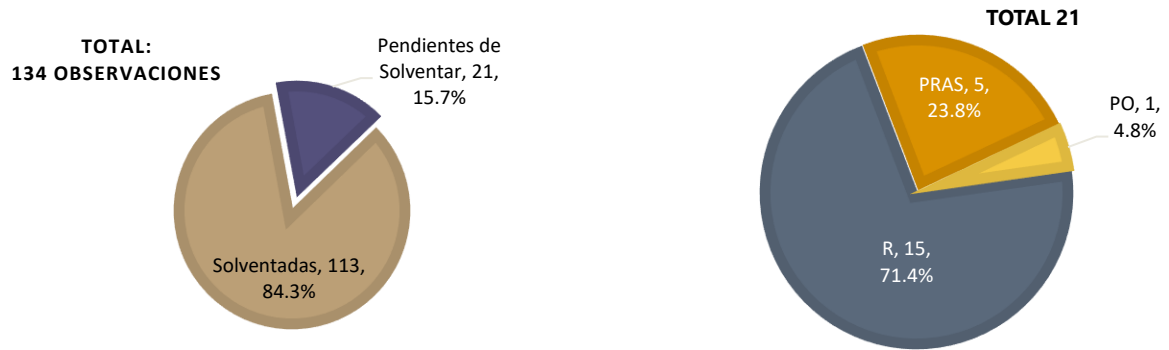 TOTAL:
134 OBSERVACIONES
Pendientes de
Solventar, 21,
15.7%
Solventadas, 113,
84.3%
TOTAL 21
PRAS, 5,
23.8%
PO, 1,
4.8%
R, 15,
71.4%